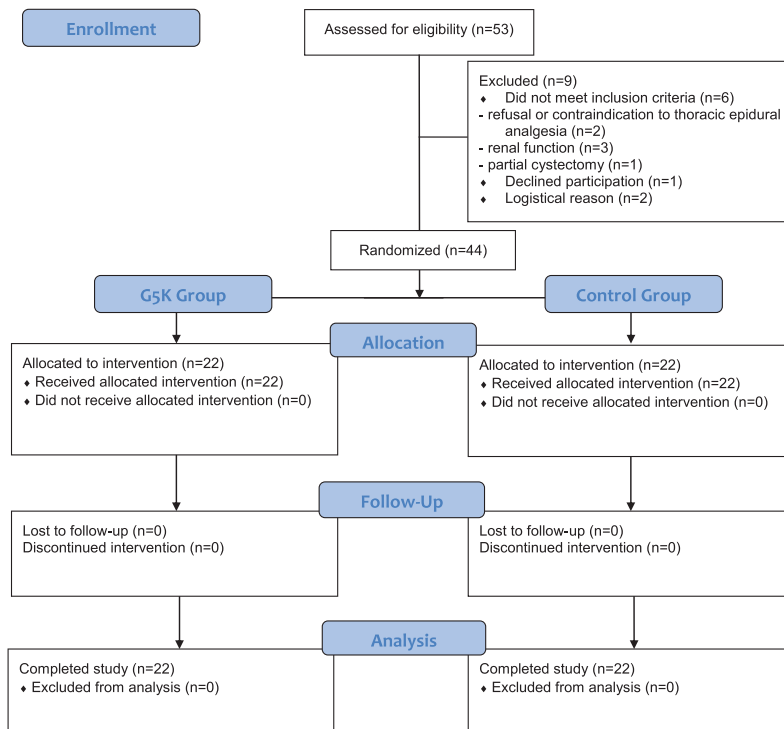 Enrollment
Assessed for eligibility (n=53)
Excluded (n=9)
♦ Did not meet inclusion criteria (n=6)
- refusal or contraindication to thoracic epidural
analgesia (n=2)
- renal function (n=3)
- partial cystectomy (n=1)
♦ Declined participation (n=1)
♦ Logistical reason (n=2)
Randomized (n=44)
G5K Group
Control Group
Allocation
Allocated to intervention (n=22)
♦ Received allocated intervention (n=22)
♦ Did not receive allocated intervention (n=0)
Allocated to intervention (n=22)
♦ Received allocated intervention (n=22)
♦ Did not receive allocated intervention (n=0)
Follow-Up
Lost to follow-up (n=0)
Discontinued intervention (n=0)
Lost to follow-up (n=0)
Discontinued intervention (n=0)
Analysis
Completed study (n=22)
♦ Excluded from analysis (n=0)
Completed study (n=22)
♦ Excluded from analysis (n=0)